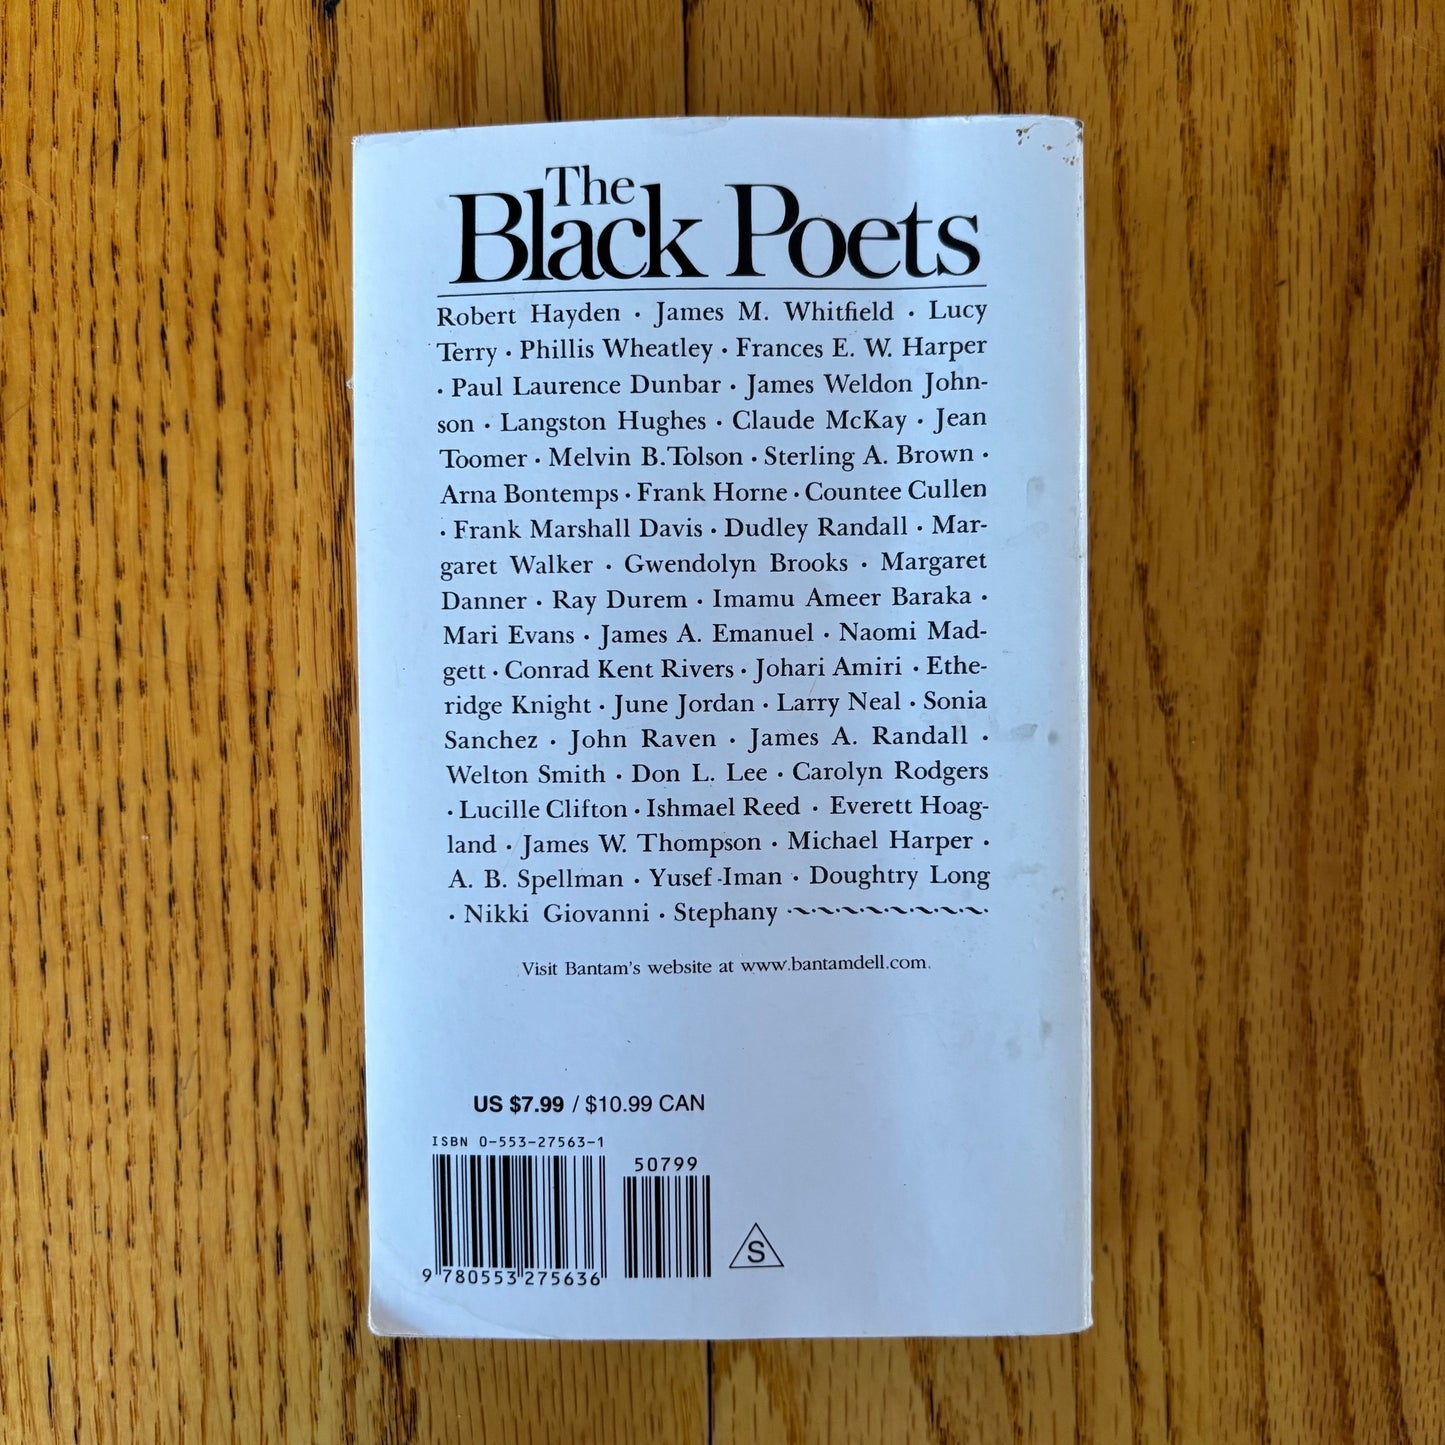 The
Black Poets
Robert Hayden · James M. Whitfield · Lucy
Terry · Phillis Wheatley · Frances E. W. Harper
· Paul Laurence Dunbar · James Weldon John-
son · Langston Hughes · Claude McKay · Jean
Toomer · Melvin B. Tolson · Sterling A. Brown ·
Arna Bontemps · Frank Horne · Countee Cullen
· Frank Marshall Davis · Dudley Randall · Mar-
garet Walker · Gwendolyn Brooks · Margaret
Danner · Ray Durem · Imamu Ameer Baraka ·
Mari Evans · James A. Emanuel · Naomi Mad-
gett · Conrad Kent Rivers · Johari Amiri · Ethe-
ridge Knight · June Jordan · Larry Neal · Sonia
Sanchez · John Raven · James A. Randall ·
Welton Smith · Don L. Lee · Carolyn Rodgers
· Lucille Clifton · Ishmael Reed · Everett Hoag-
land · James W. Thompson · Michael Harper ·
A. B. Spellman · Yusef Iman · Doughtry Long
· Nikki Giovanni · Stephany
Visit Bantam's website at www.bantamdell.com.
US $7.99 / $10.99 CAN
ISBN 0-553-27563-1
50799
9 780553 275636
S